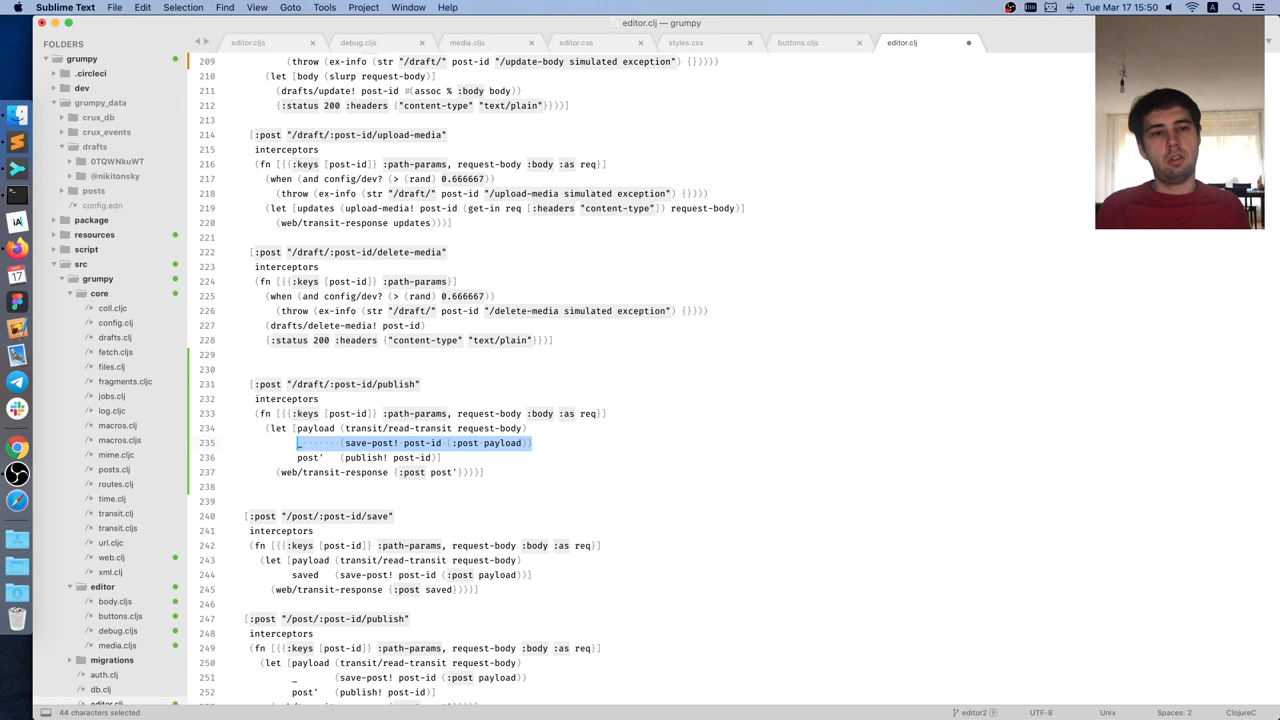 Sublime Text File Edit Selection Find View Goto Tools Project Window Help
Tue Mar 17 15:50
editor.clj — grumpy
FOLDERS
grumpy
.circleci
dev
grumpy_data
crux_db
crux_events
drafts
0TQWNkuWT
@nikitonsky
posts
config.edn
package
resources
script
src
grumpy
core
coll.cljc
config.clj
drafts.clj
fetch.cljs
files.clj
fragments.cljc
jobs.clj
log.cljc
macros.clj
macros.cljs
mime.cljc
posts.clj
routes.clj
time.clj
transit.clj
transit.cljs
url.cljc
web.clj
xml.clj
editor
body.cljs
buttons.cljs
debug.cljs
media.cljs
migrations
auth.clj
db.clj
editor.clj
editor.cljs
debug.cljs
media.cljs
editor.css
styles.css
buttons.cljs
editor.clj
209 (throw (ex-info (str "/draft/" post-id "/update-body simulated exception") {}))))
210 (let [body (slurp request-body)]
211 (drafts/update! post-id #(assoc % :body body))
212 {:status 200 :headers {"content-type" "text/plain"}}))]
213
214 [:post "/draft/:post-id/upload-media"
215 interceptors
216 (fn [{{:keys [post-id]} :path-params, request-body :body :as req}]
217 (when (and config/dev? (> (rand) 0.666667))
218 (throw (ex-info (str "/draft/" post-id "/upload-media simulated exception") {})))
219 (let [updates (upload-media! post-id (get-in req [:headers "content-type"]) request-body)]
220 (web/transit-response updates)))]
221
222 [:post "/draft/:post-id/delete-media"
223 interceptors
224 (fn [{{:keys [post-id]} :path-params}]
225 (when (and config/dev? (> (rand) 0.666667))
226 (throw (ex-info (str "/draft/" post-id "/delete-media simulated exception") {})))
227 (drafts/delete-media! post-id)
228 {:status 200 :headers {"content-type" "text/plain"}})]
229
230
231 [:post "/draft/:post-id/publish"
232 interceptors
233 (fn [{{:keys [post-id]} :path-params, request-body :body :as req}]
234 (let [payload (transit/read-transit request-body)
235 _ (save-post! post-id (:post payload))
236 post' (publish! post-id)]
237 (web/transit-response {:post post'})))]
238
239
240 [:post "/post/:post-id/save"
241 interceptors
242 (fn [{{:keys [post-id]} :path-params, request-body :body :as req}]
243 (let [payload (transit/read-transit request-body)
244 saved (save-post! post-id (:post payload))]
245 (web/transit-response {:post saved})))]
246
247 [:post "/post/:post-id/publish"
248 interceptors
249 (fn [{{:keys [post-id]} :path-params, request-body :body :as req}]
250 (let [payload (transit/read-transit request-body)
251 _ (save-post! post-id (:post payload))
252 post' (publish! post-id)]
44 characters selected
editor2 9
UTF-8
Unix
Spaces: 2
ClojureC